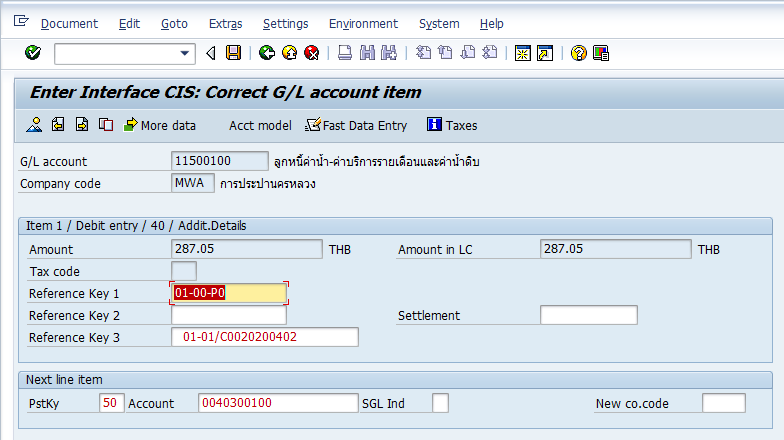 Document Edit Goto Extras Settings Environment System Help
Enter Interface CIS: Correct G/L account item
More data Acct model Fast Data Entry Taxes
G/L account 11500100 ลูกหนี้ค่าน้ำ-ค่าบริการรายเดือนและค่าน้ำดิบ
Company code MWA การประปานครหลวง
Item 1 / Debit entry / 40 / Addit.Details
Amount 287.05 THB Amount in LC 287.05 THB
Tax code
Reference Key 1 01-00-P0
Reference Key 2 Settlement
Reference Key 3 01-01/C0020200402
Next line item
PstKy 50 Account 0040300100 SGL Ind New co.code